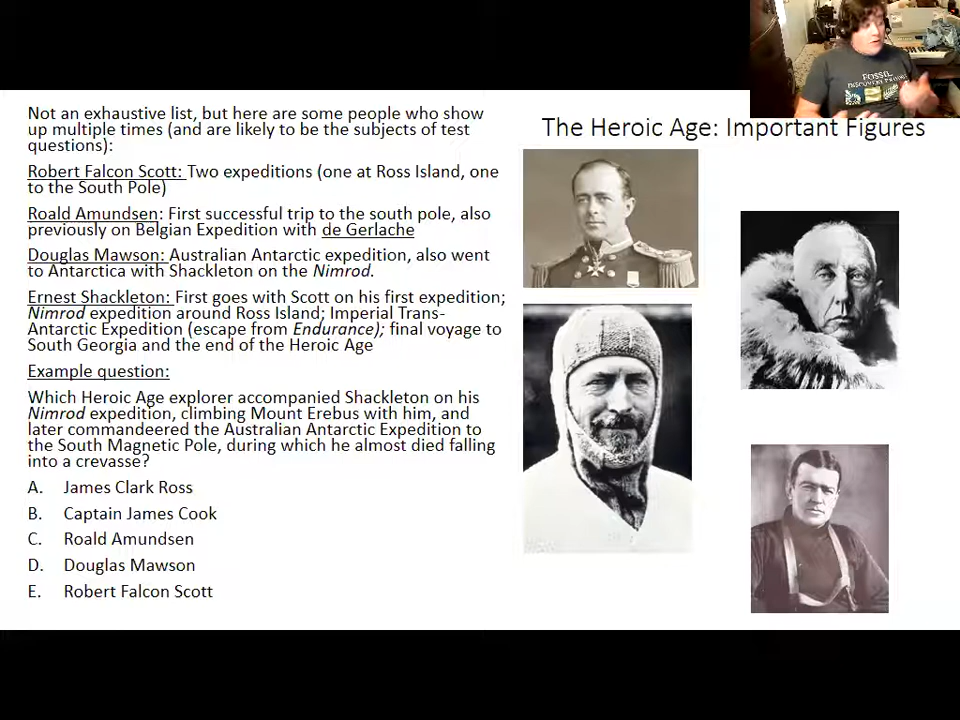 Not an exhaustive list, but here are some people who show
up multiple times (and are likely to be the subjects of test
questions):
Robert Falcon Scott: Two expeditions (one at Ross Island, one
to the South Pole)
Roald Amundsen: First successful trip to the south pole, also
previously on Belgian Expedition with de Gerlache
Douglas Mawson: Australian Antarctic expedition, also went
to Antarctica with Shackleton on the Nimrod.
Ernest Shackleton: First goes with Scott on his first expedition;
Nimrod expedition around Ross Island; Imperial Trans-
Antarctic Expedition (escape from Endurance); final voyage to
South Georgia and the end of the Heroic Age
Example question:
Which Heroic Age explorer accompanied Shackleton on his
Nimrod expedition, climbing Mount Erebus with him, and
later commandeered the Australian Antarctic Expedition to
the South Magnetic Pole, during which he almost died falling
into a crevasse?
A. James Clark Ross
B. Captain James Cook
C. Roald Amundsen
D. Douglas Mawson
E. Robert Falcon Scott
The Heroic Age: Important Figures
FOSSIL
DISCOVERY